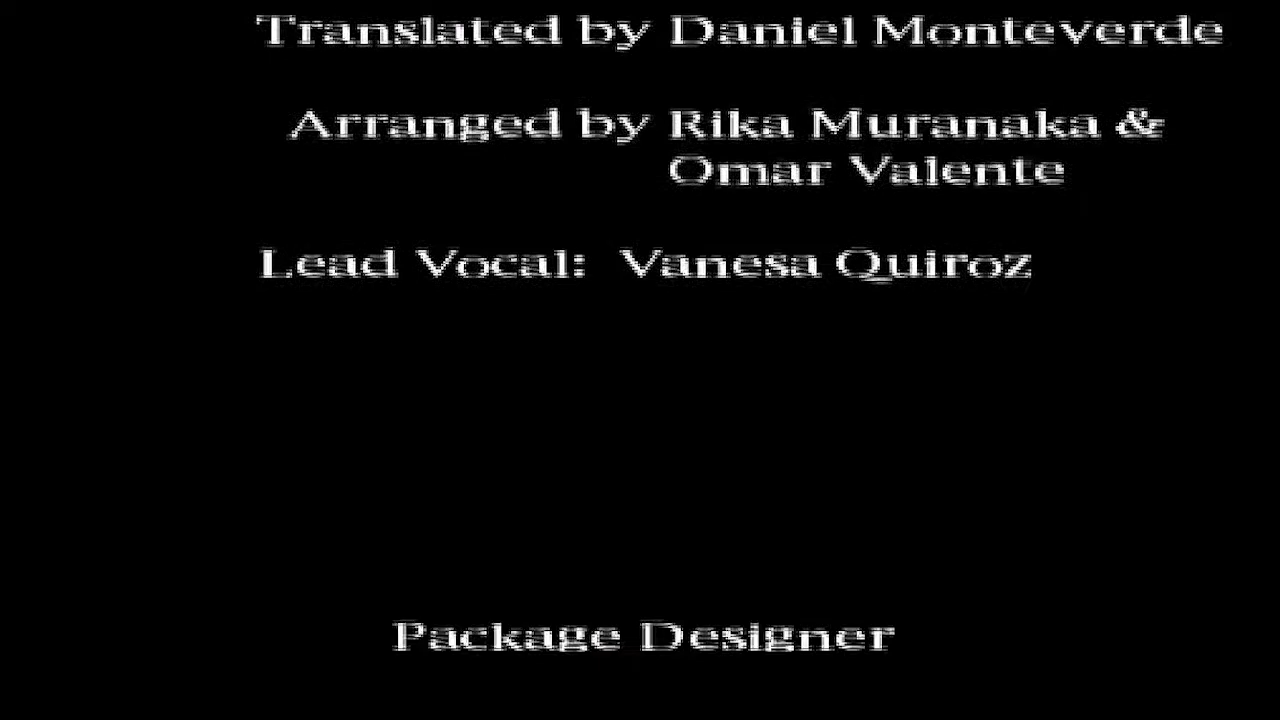 Translated by Daniel Monteverde
Arranged by Rika Muranaka &
Omar Valente
Lead Vocal: Vanesa Quiroz
Package Designer